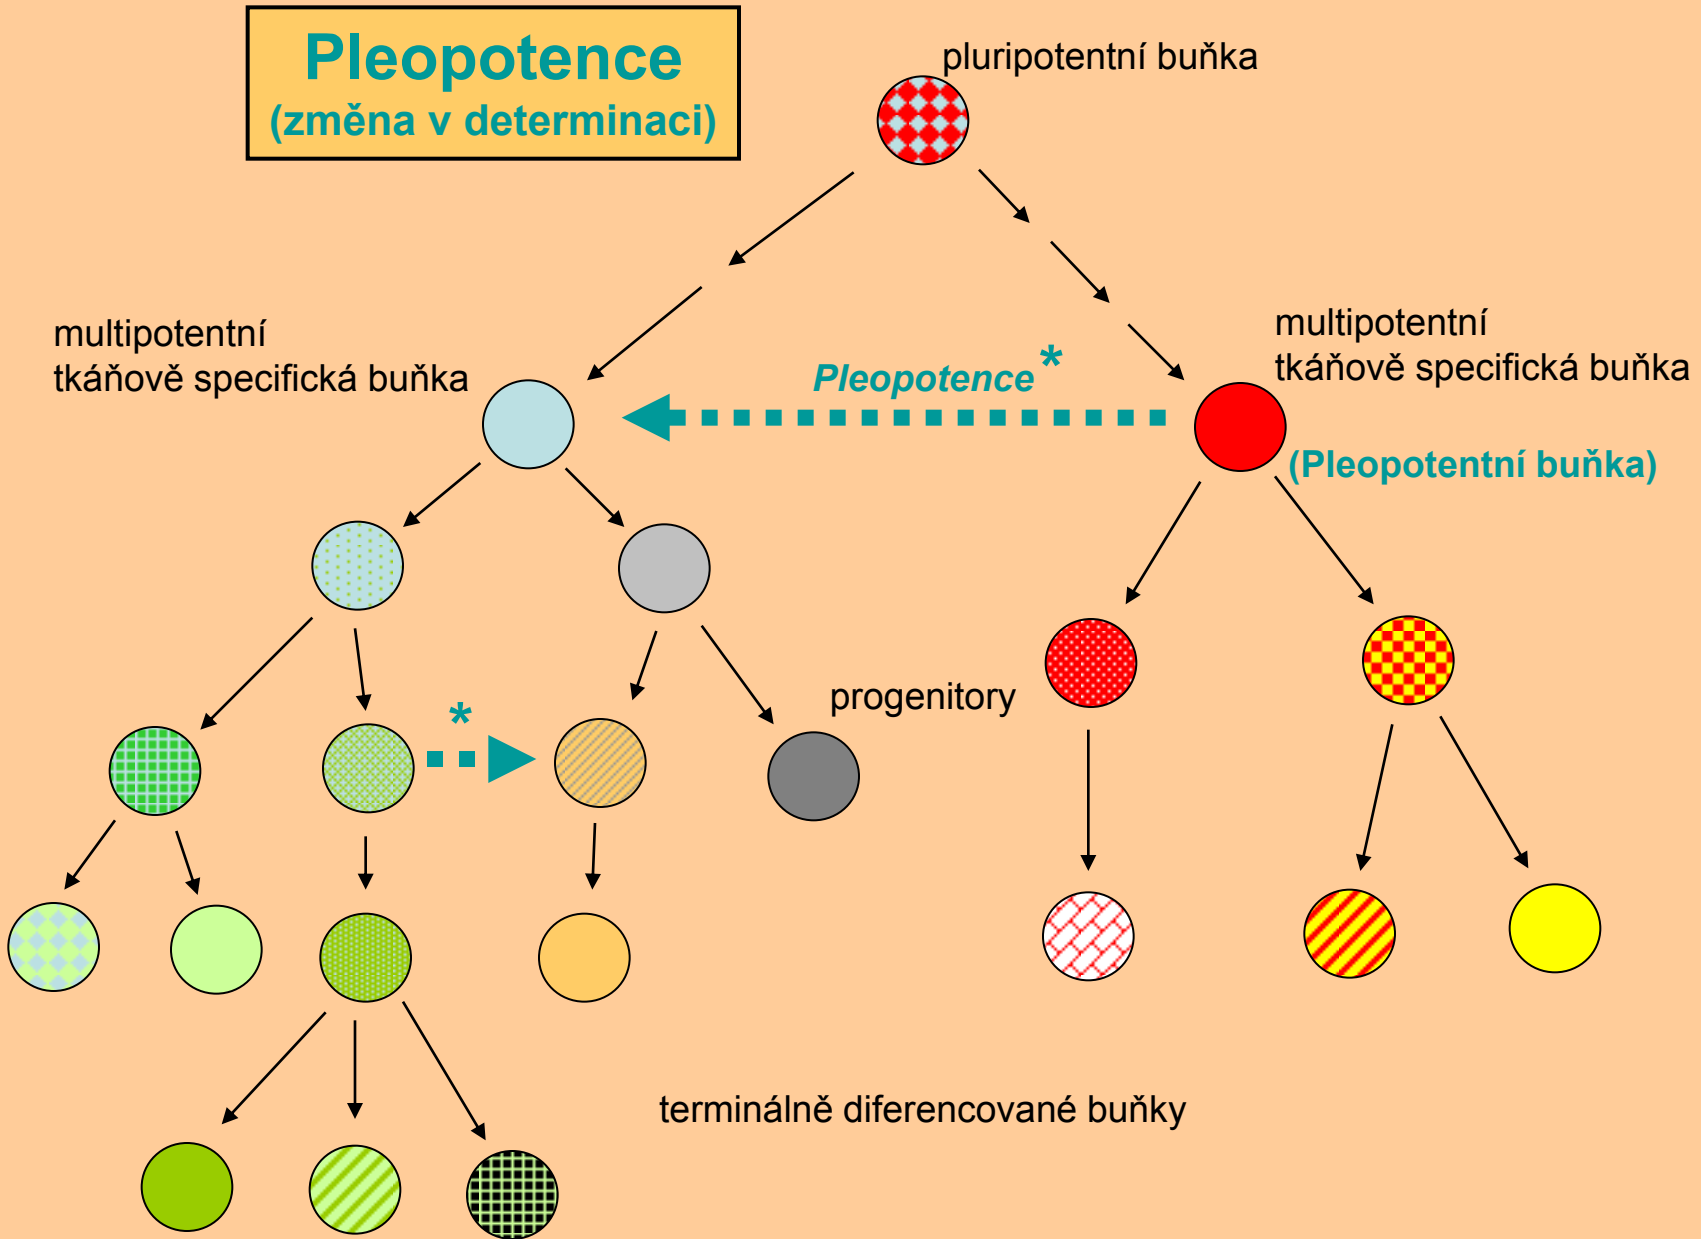 Pleopotence
(změna v determinaci)
pluripotentní buňka
multipotentní
tkáňově specifická buňka
Pleopotence *
multipotentní
tkáňově specifická buňka
(Pleopotentní buňka)
*
progenitory
terminálně diferencované buňky